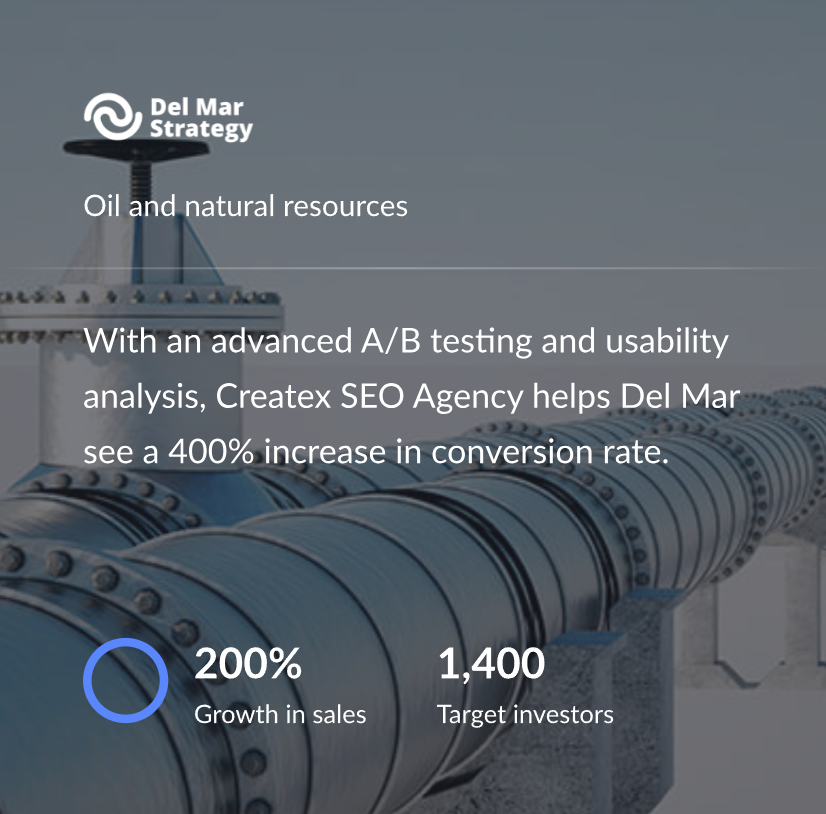 Del Mar
Strategy
Oil and natural resources
With an advanced A/B testing and usability
analysis, Createx SEO Agency helps Del Mar
see a 400% increase in conversion rate.
200%
Growth in sales
1,400
Target investors